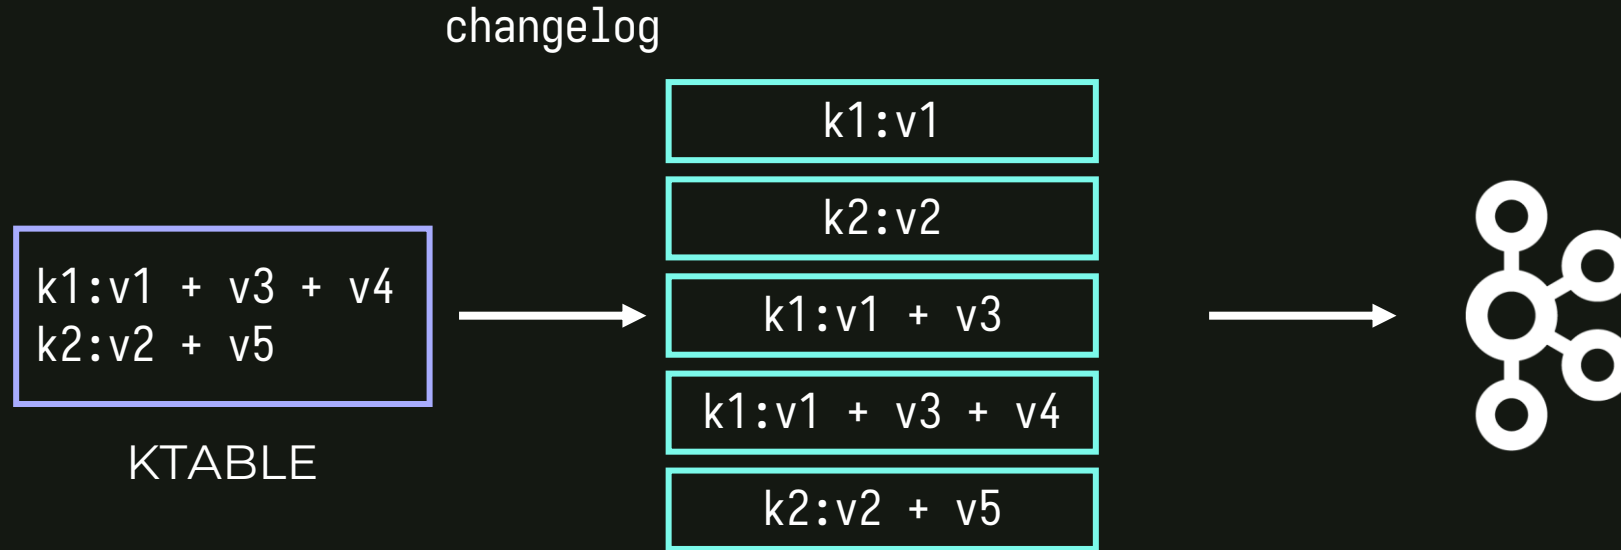 changelog
k1:v1
k2:v2
k1:v1 + v3
k1:v1 + v3 + v4
k2:v2 + v5
k1:v1 + v3 + v4
k2:v2 + v5
KTABLE